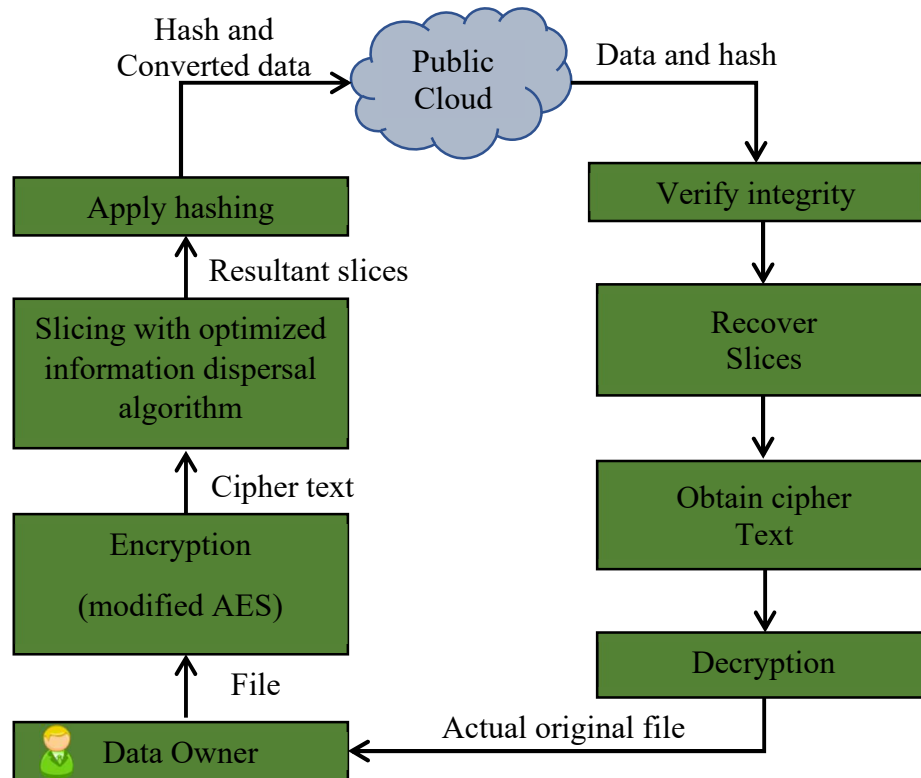 Hash and
Converted data
Public
Cloud
Data and hash
Apply hashing
Verify integrity
Resultant slices
Slicing with optimized
information dispersal
algorithm
Recover
Slices
Cipher text
Encryption
(modified AES)
Obtain cipher
Text
Decryption
File
Data Owner
Actual original file